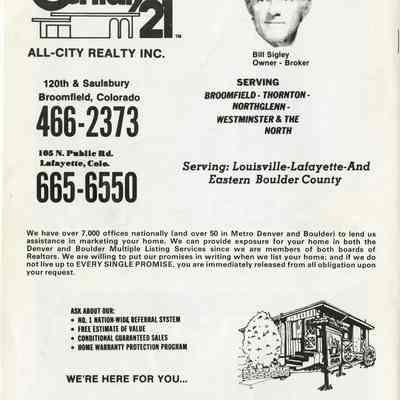 Century 21™
ALL-CITY REALTY INC.
Bill Sigley
Owner - Broker
120th & Saulsbury
Broomfield, Colorado
466-2373
105 N. Public Rd.
Lafayette, Colo.
665-6550
SERVING
BROOMFIELD - THORNTON -
NORTHGLENN -
WESTMINSTER & THE
NORTH
Serving: Louisville-Lafayette-And
Eastern Boulder County
We have over 7,000 offices nationally (and over 50 in Metro Denver and Boulder) to lend us
assistance in marketing your home. We can provide exposure for your home in both the
Denver and Boulder Multiple Listing Services since we are members of both boards of
Realtors. We are willing to put our promises in writing when we list your home; and if we do
not live up to EVERY SINGLE PROMISE, you are immediately released from all obligation upon
your request.
ASK ABOUT OUR:
• NO. 1 NATION-WIDE REFERRAL SYSTEM
• FREE ESTIMATE OF VALUE
• CONDITIONAL GUARANTEED SALES
• HOME WARRANTY PROTECTION PROGRAM
WE'RE HERE FOR YOU...